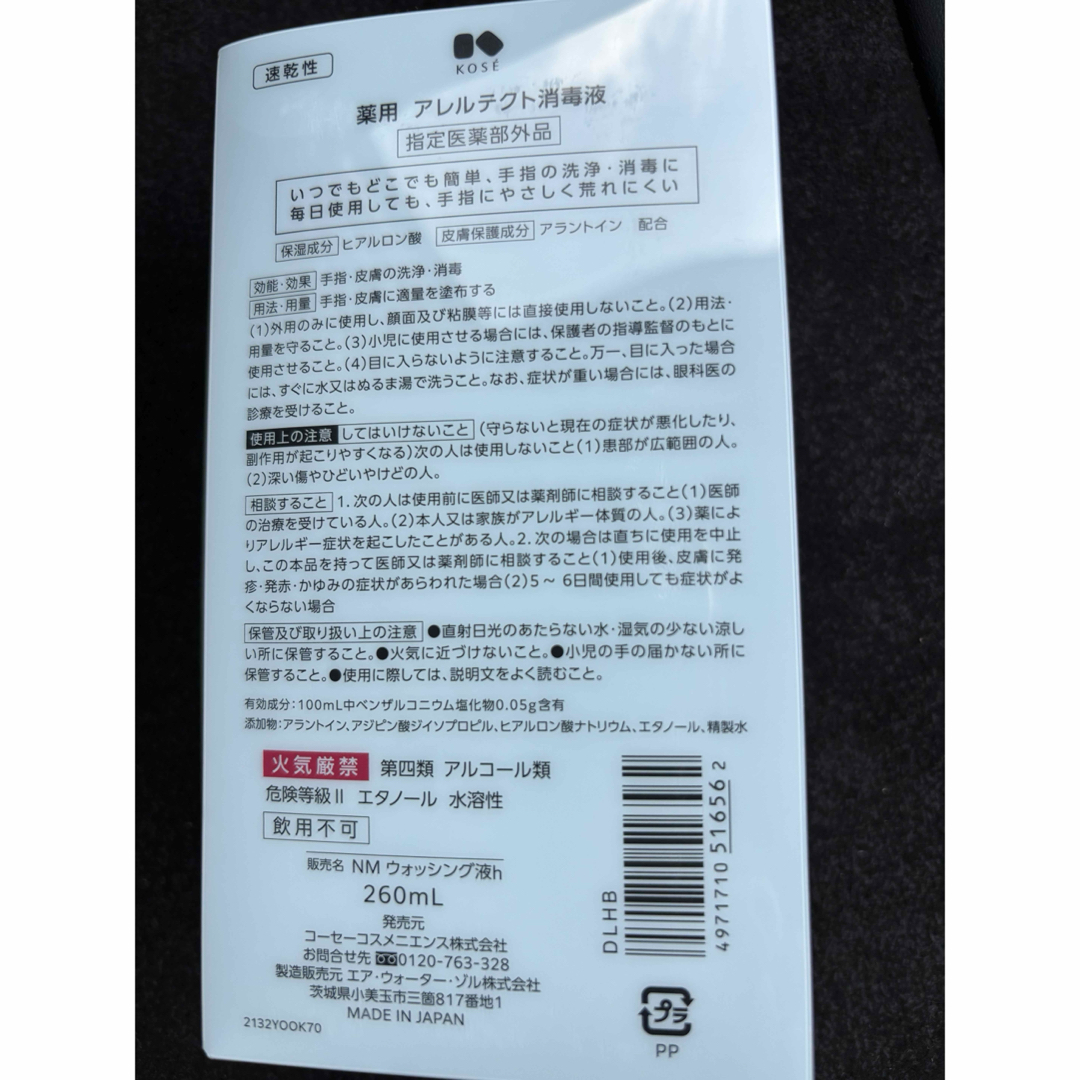 速乾性
KOSÉ
薬用 アレルテクト消毒液
指定医薬部外品
いつでもどこでも簡単、手指の洗浄・消毒に
毎日使用しても、手指にやさしく荒れにくい
保湿成分 ヒアルロン酸 皮膚保護成分 アラントイン 配合
効能・効果 手指・皮膚の洗浄・消毒
用法・用量 手指・皮膚に適量を塗布する
(1)外用のみに使用し、顔面及び粘膜等には直接使用しないこと。(2)用法・
用量を守ること。(3)小児に使用させる場合には、保護者の指導監督のもとに
使用させること。(4)目に入らないように注意すること。万一、目に入った場合
には、すぐに水又はぬるま湯で洗うこと。なお、症状が重い場合には、眼科医の
診療を受けること。
使用上の注意 してはいけないこと (守らないと現在の症状が悪化したり、
副作用が起こりやすくなる)次の人は使用しないこと(1)患部が広範囲の人。
(2)深い傷やひどいやけどの人。
相談すること 1.次の人は使用前に医師又は薬剤師に相談すること(1)医師
の治療を受けている人。(2)本人又は家族がアレルギー体質の人。(3)薬によ
りアレルギー症状を起こしたことがある人。2.次の場合は直ちに使用を中止
し、この本品を持って医師又は薬剤師に相談すること(1)使用後、皮膚に発
疹・発赤・かゆみの症状があらわれた場合(2)5～6日間使用しても症状がよ
くならない場合
保管及び取り扱い上の注意 ●直射日光のあたらない水・湿気の少ない涼し
い所に保管すること。●火気に近づけないこと。●小児の手の届かない所に
保管すること。●使用に際しては、説明文をよく読むこと。
有効成分:100mL中ベンザルコニウム塩化物0.05g含有
添加物:アラントイン、アジピン酸ジイソプロピル、ヒアルロン酸ナトリウム、エタノール、精製水
火気厳禁 第四類 アルコール類
危険等級Ⅱ エタノール 水溶性
飲用不可
販売名 NM ウォッシング液h
260mL
発売元
コーセーコスメニエンス株式会社
お問合せ先 0120-763-328
製造販売元 エア・ウォーター・ゾル株式会社
茨城県小美玉市三箇817番地1
MADE IN JAPAN
2132YOOK70
DLHB
4971710 516562
プラ
PP